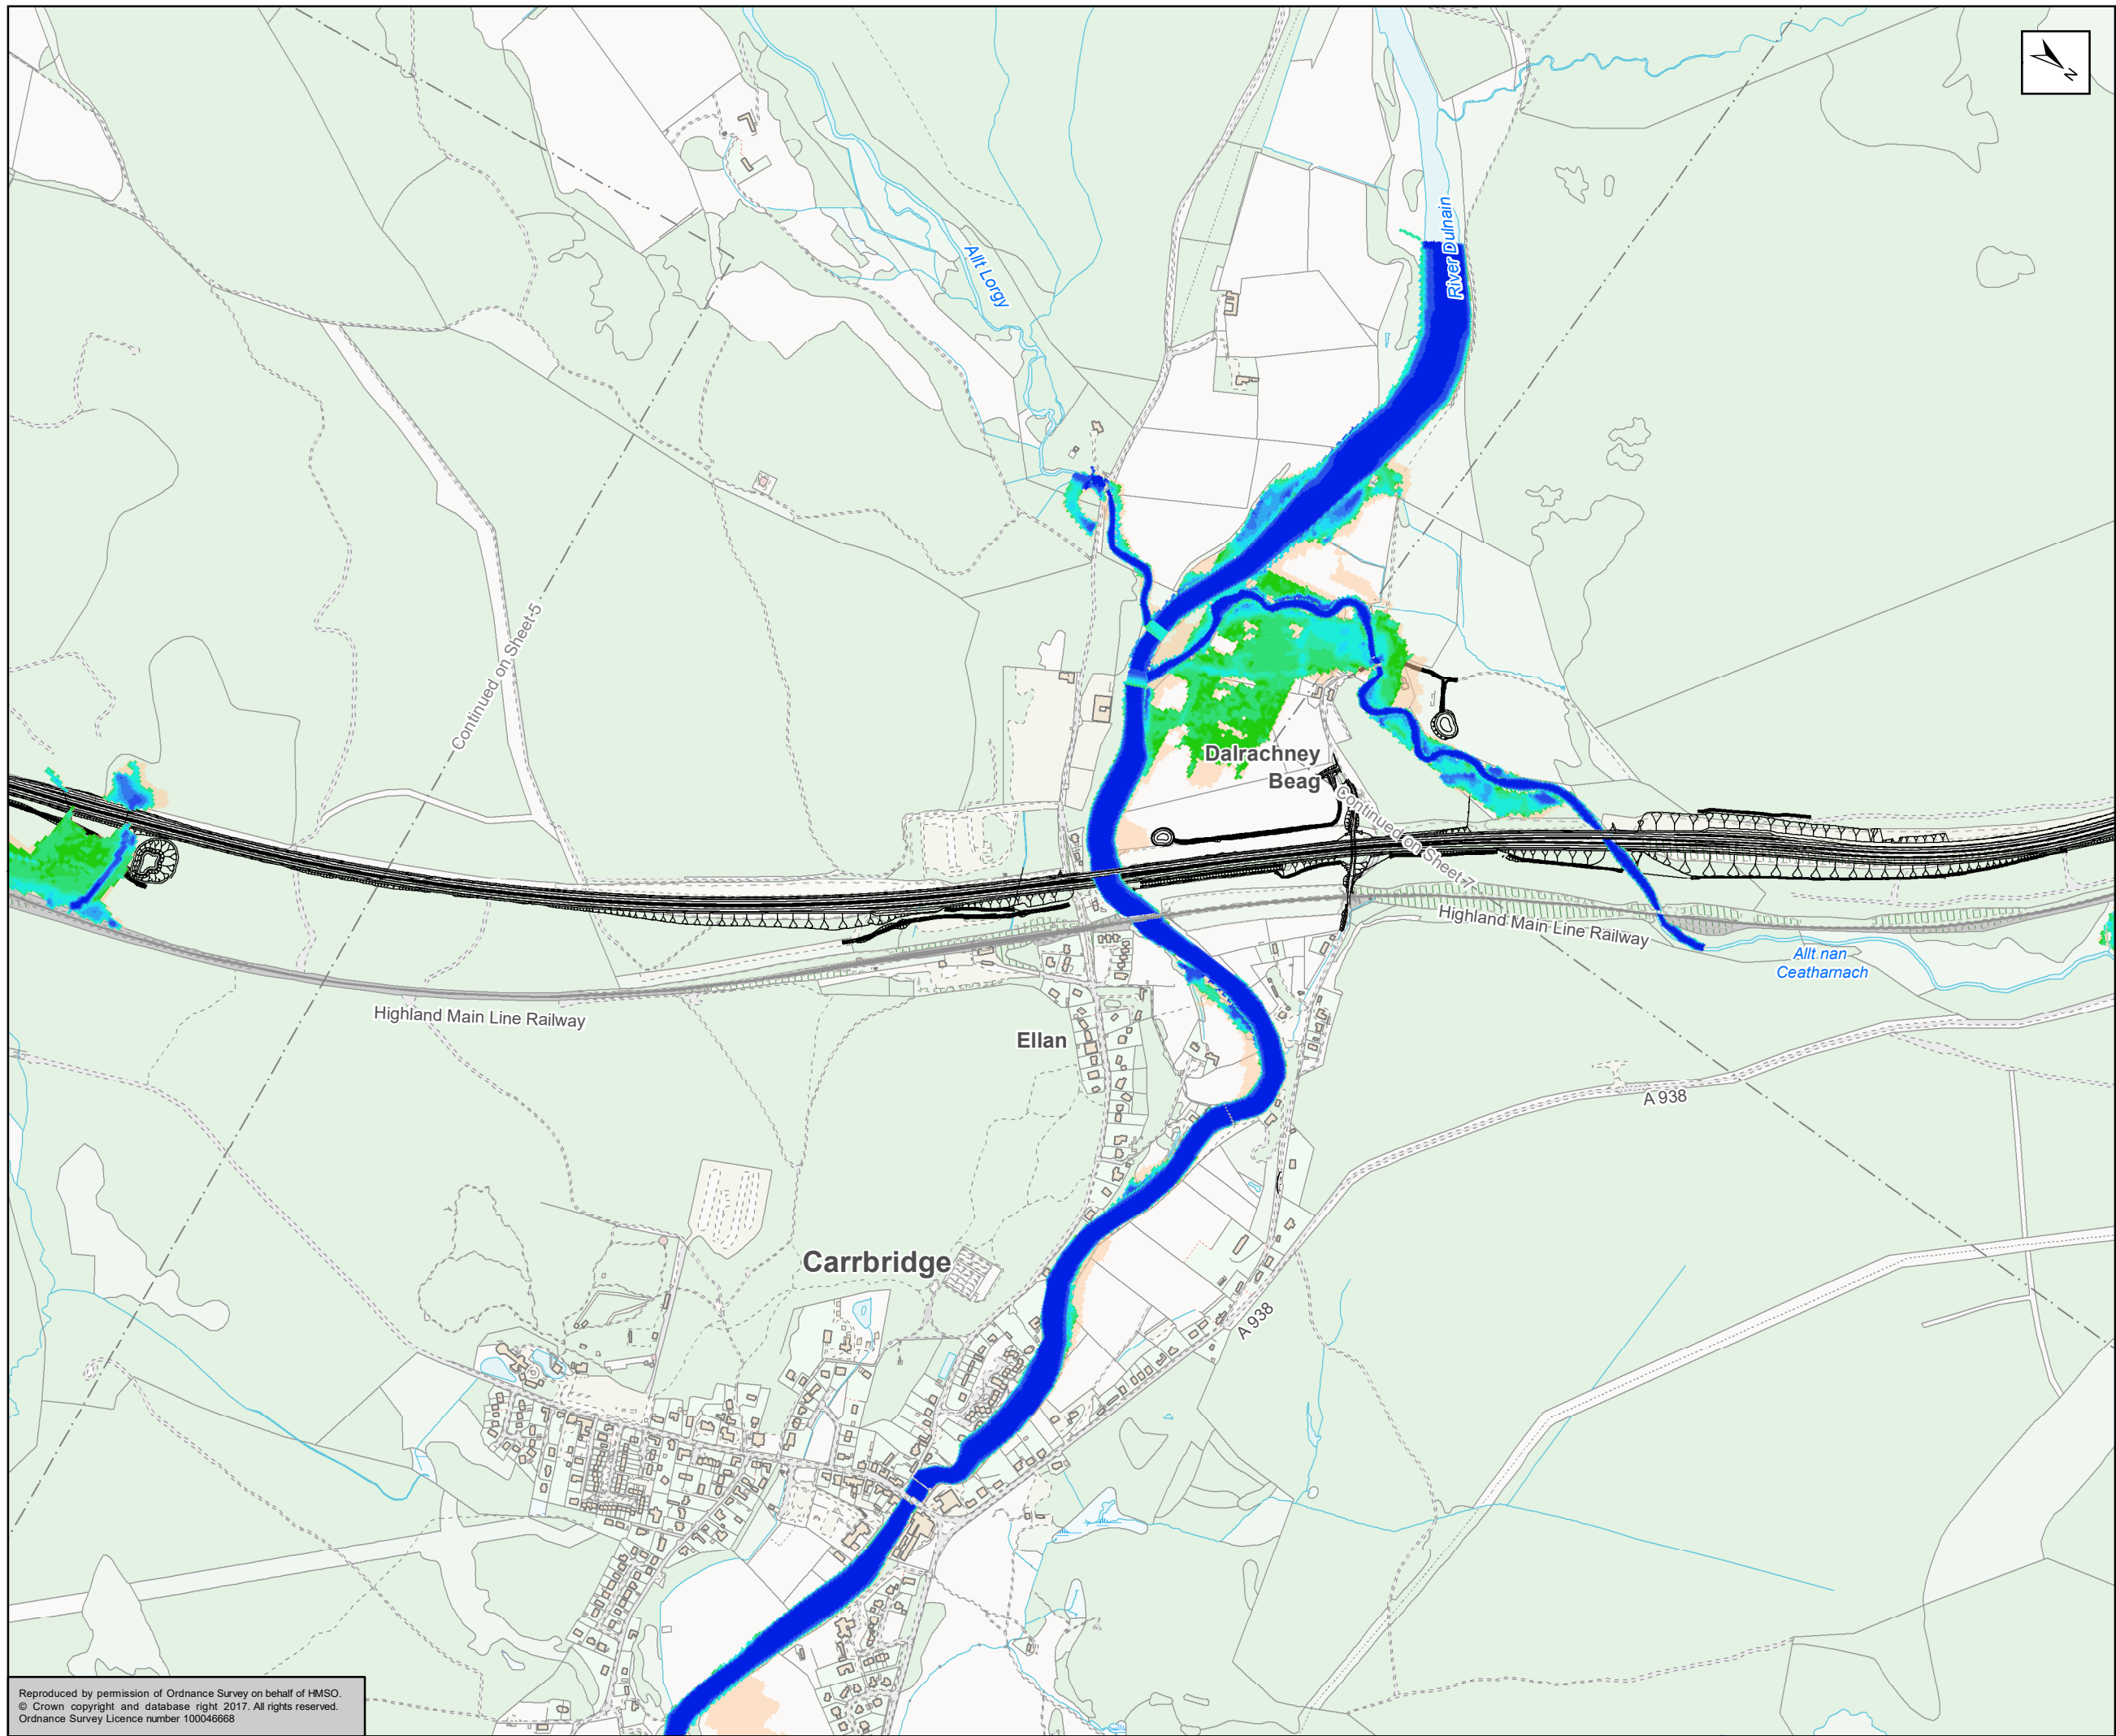 N
River Dulnain
Allt Lorgy
Continued on Sheet 5
Dalrachney
Beag
Continued on Sheet 7
Highland Main Line Railway
Allt nan
Ceatharnach
Highland Main Line Railway
Ellan
A 938
Carrbridge
A 938
Reproduced by permission of Ordnance Survey on behalf of HMSO.
© Crown copyright and database right 2017. All rights reserved.
Ordnance Survey Licence number 100046668